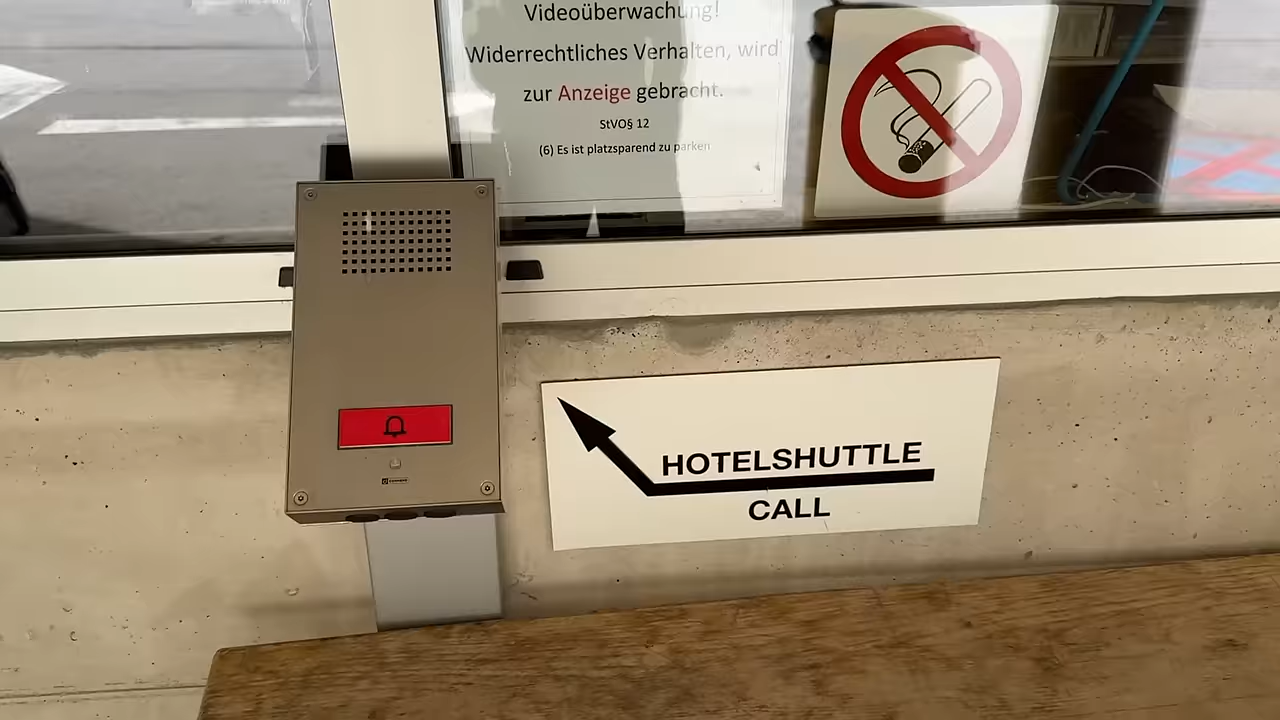 Videoüberwachung!
Widerrechtliches Verhalten, wird
zur Anzeige gebracht.
StVO§ 12
(6) Es ist platzsparend zu parken
HOTELSHUTTLE
CALL